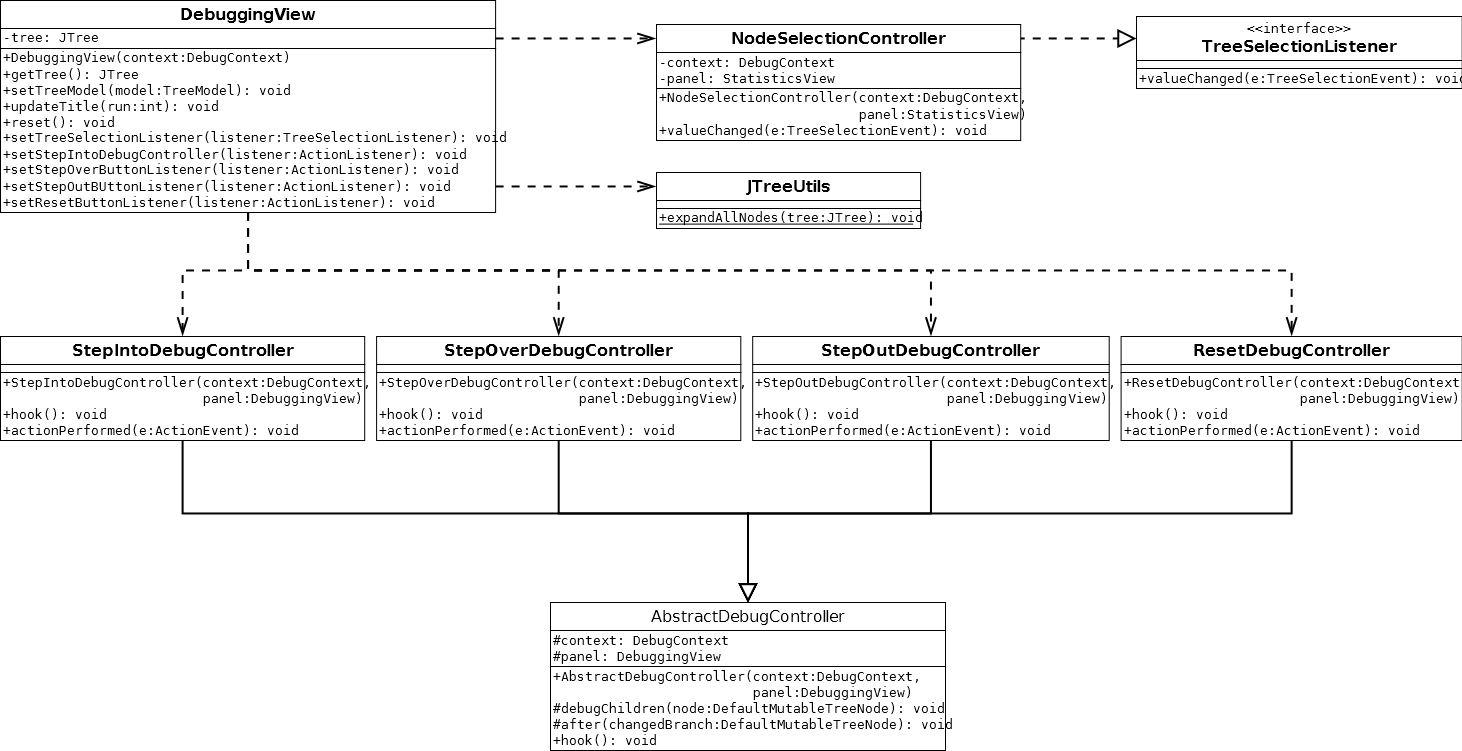 DebuggingView
-tree: JTree
+DebuggingView(context:DebugContext)
+getTree(): JTree
+setTreeModel(model:TreeModel): void
+updateTitle(run:int): void
+reset(): void
+setTreeSelectionListener(listener:TreeSelectionListener): void
+setStepIntoDebugController(listener:ActionListener): void
+setStepOverButtonListener(listener:ActionListener): void
+setStepOutBUttonListener(listener:ActionListener): void
+setResetButtonListener(listener:ActionListener): void
NodeSelectionController
-context: DebugContext
-panel: StatisticsView
+NodeSelectionController(context:DebugContext,
panel:StatisticsView)
+valueChanged(e:TreeSelectionEvent): void
<<interface>>
TreeSelectionListener
+valueChanged(e:TreeSelectionEvent): void
JTreeUtils
+expandAllNodes(tree:JTree): void
StepIntoDebugController
+StepIntoDebugController(context:DebugContext,
panel:DebuggingView)
+hook(): void
+actionPerformed(e:ActionEvent): void
StepOverDebugController
+StepOverDebugController(context:DebugContext,
panel:DebuggingView)
+hook(): void
+actionPerformed(e:ActionEvent): void
StepOutDebugController
+StepOutDebugController(context:DebugContext,
panel:DebuggingView)
+hook(): void
+actionPerformed(e:ActionEvent): void
ResetDebugController
+ResetDebugController(context:DebugContext
panel:DebuggingView)
+hook(): void
+actionPerformed(e:ActionEvent): void
AbstractDebugController
#context: DebugContext
#panel: DebuggingView
+AbstractDebugController(context:DebugContext,
panel:DebuggingView)
#debugChildren(node:DefaultMutableTreeNode): void
#after(changedBranch:DefaultMutableTreeNode): void
+hook(): void